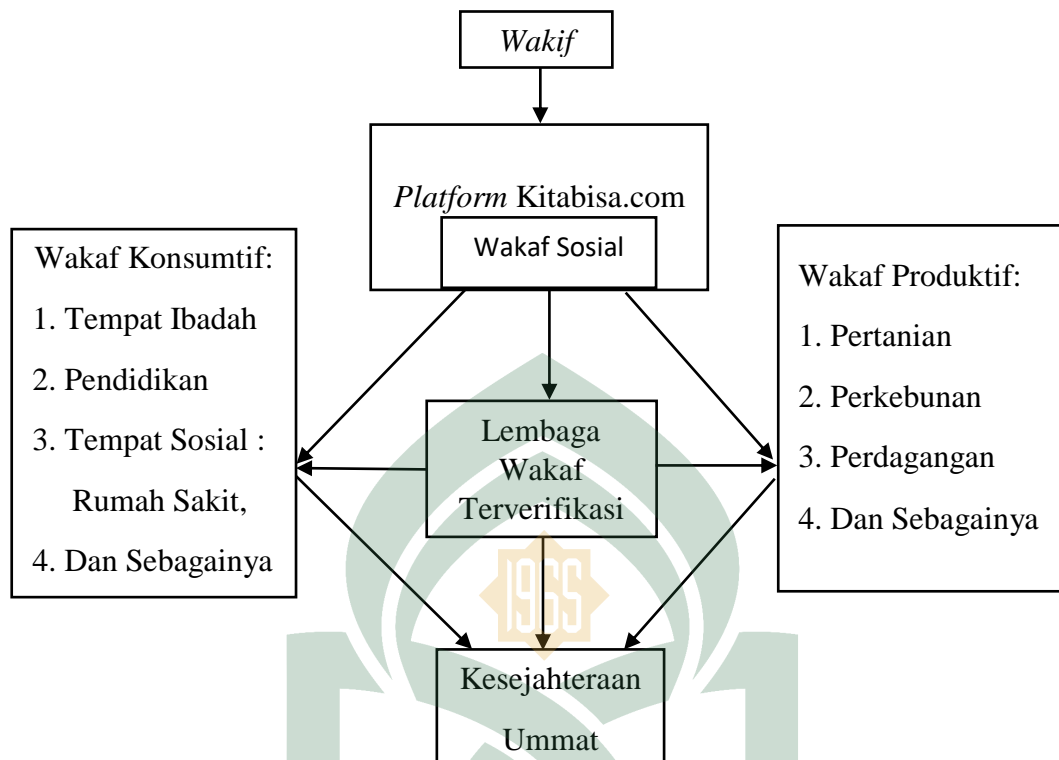 Wakif
Platform Kitabisa.com
Wakaf Sosial
Wakaf Konsumtif:
1. Tempat Ibadah
2. Pendidikan
3. Tempat Sosial :
Rumah Sakit,
4. Dan Sebagainya
Lembaga
Wakaf
Terverifikasi
Wakaf Produktif:
1. Pertanian
2. Perkebunan
3. Perdagangan
4. Dan Sebagainya
1965
Kesejahteraan
Ummat